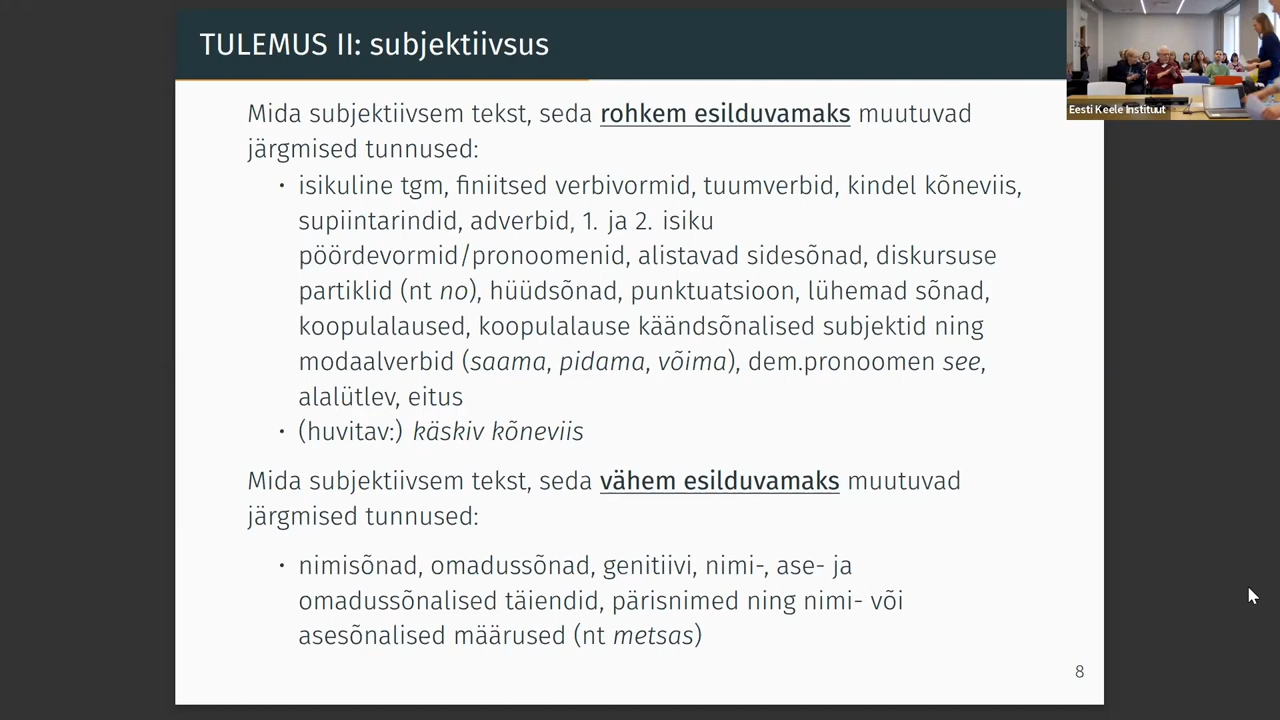 TULEMUS II: subjektiivsus
Eesti Keele Instituut
Mida subjektiivsem tekst, seda rohkem esilduvamaks muutuvad
järgmised tunnused:
• isikuline tgm, finiitsed verbivormid, tuumverbid, kindel kõneviis,
supiintarindid, adverbid, 1. ja 2. isiku
pöördevormid/pronoomenid, alistavad sidesõnad, diskursuse
partiklid (nt no), hüüdsõnad, punktuatsioon, lühemad sõnad,
koopulalaused, koopulalause käändsõnalised subjektid ning
modaalverbid (saama, pidama, võima), dem.pronoomen see,
alalütlev, eitus
• (huvitav:) käskiv kõneviis
Mida subjektiivsem tekst, seda vähem esilduvamaks muutuvad
järgmised tunnused:
• nimisõnad, omadussõnad, genitiivi, nimi-, ase- ja
omadussõnalised täiendid, pärisnimed ning nimi- või
asesõnalised määrused (nt metsas)
8